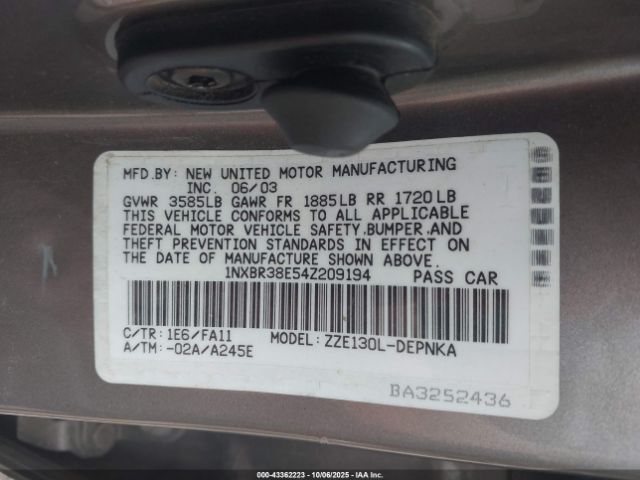 MFD.BY: NEW UNITED MOTOR MANUFACTURING
INC. 06/03
GVWR 3585LB GAWR FR 1885LB RR 1720LB
THIS VEHICLE CONFORMS TO ALL APPLICABLE
FEDERAL MOTOR VEHICLE SAFETY,BUMPER,AND
THEFT PREVENTION STANDARDS IN EFFECT ON
THE DATE OF MANUFACTURE SHOWN ABOVE.
1NXBR38E54Z209194 PASS CAR
C/TR: 1E6/FA11 MODEL: ZZE130L-DEPNKA
A/TM: -02A/A245E
BA3252436
000-43362223 | 10/06/2025 - IAA Inc.